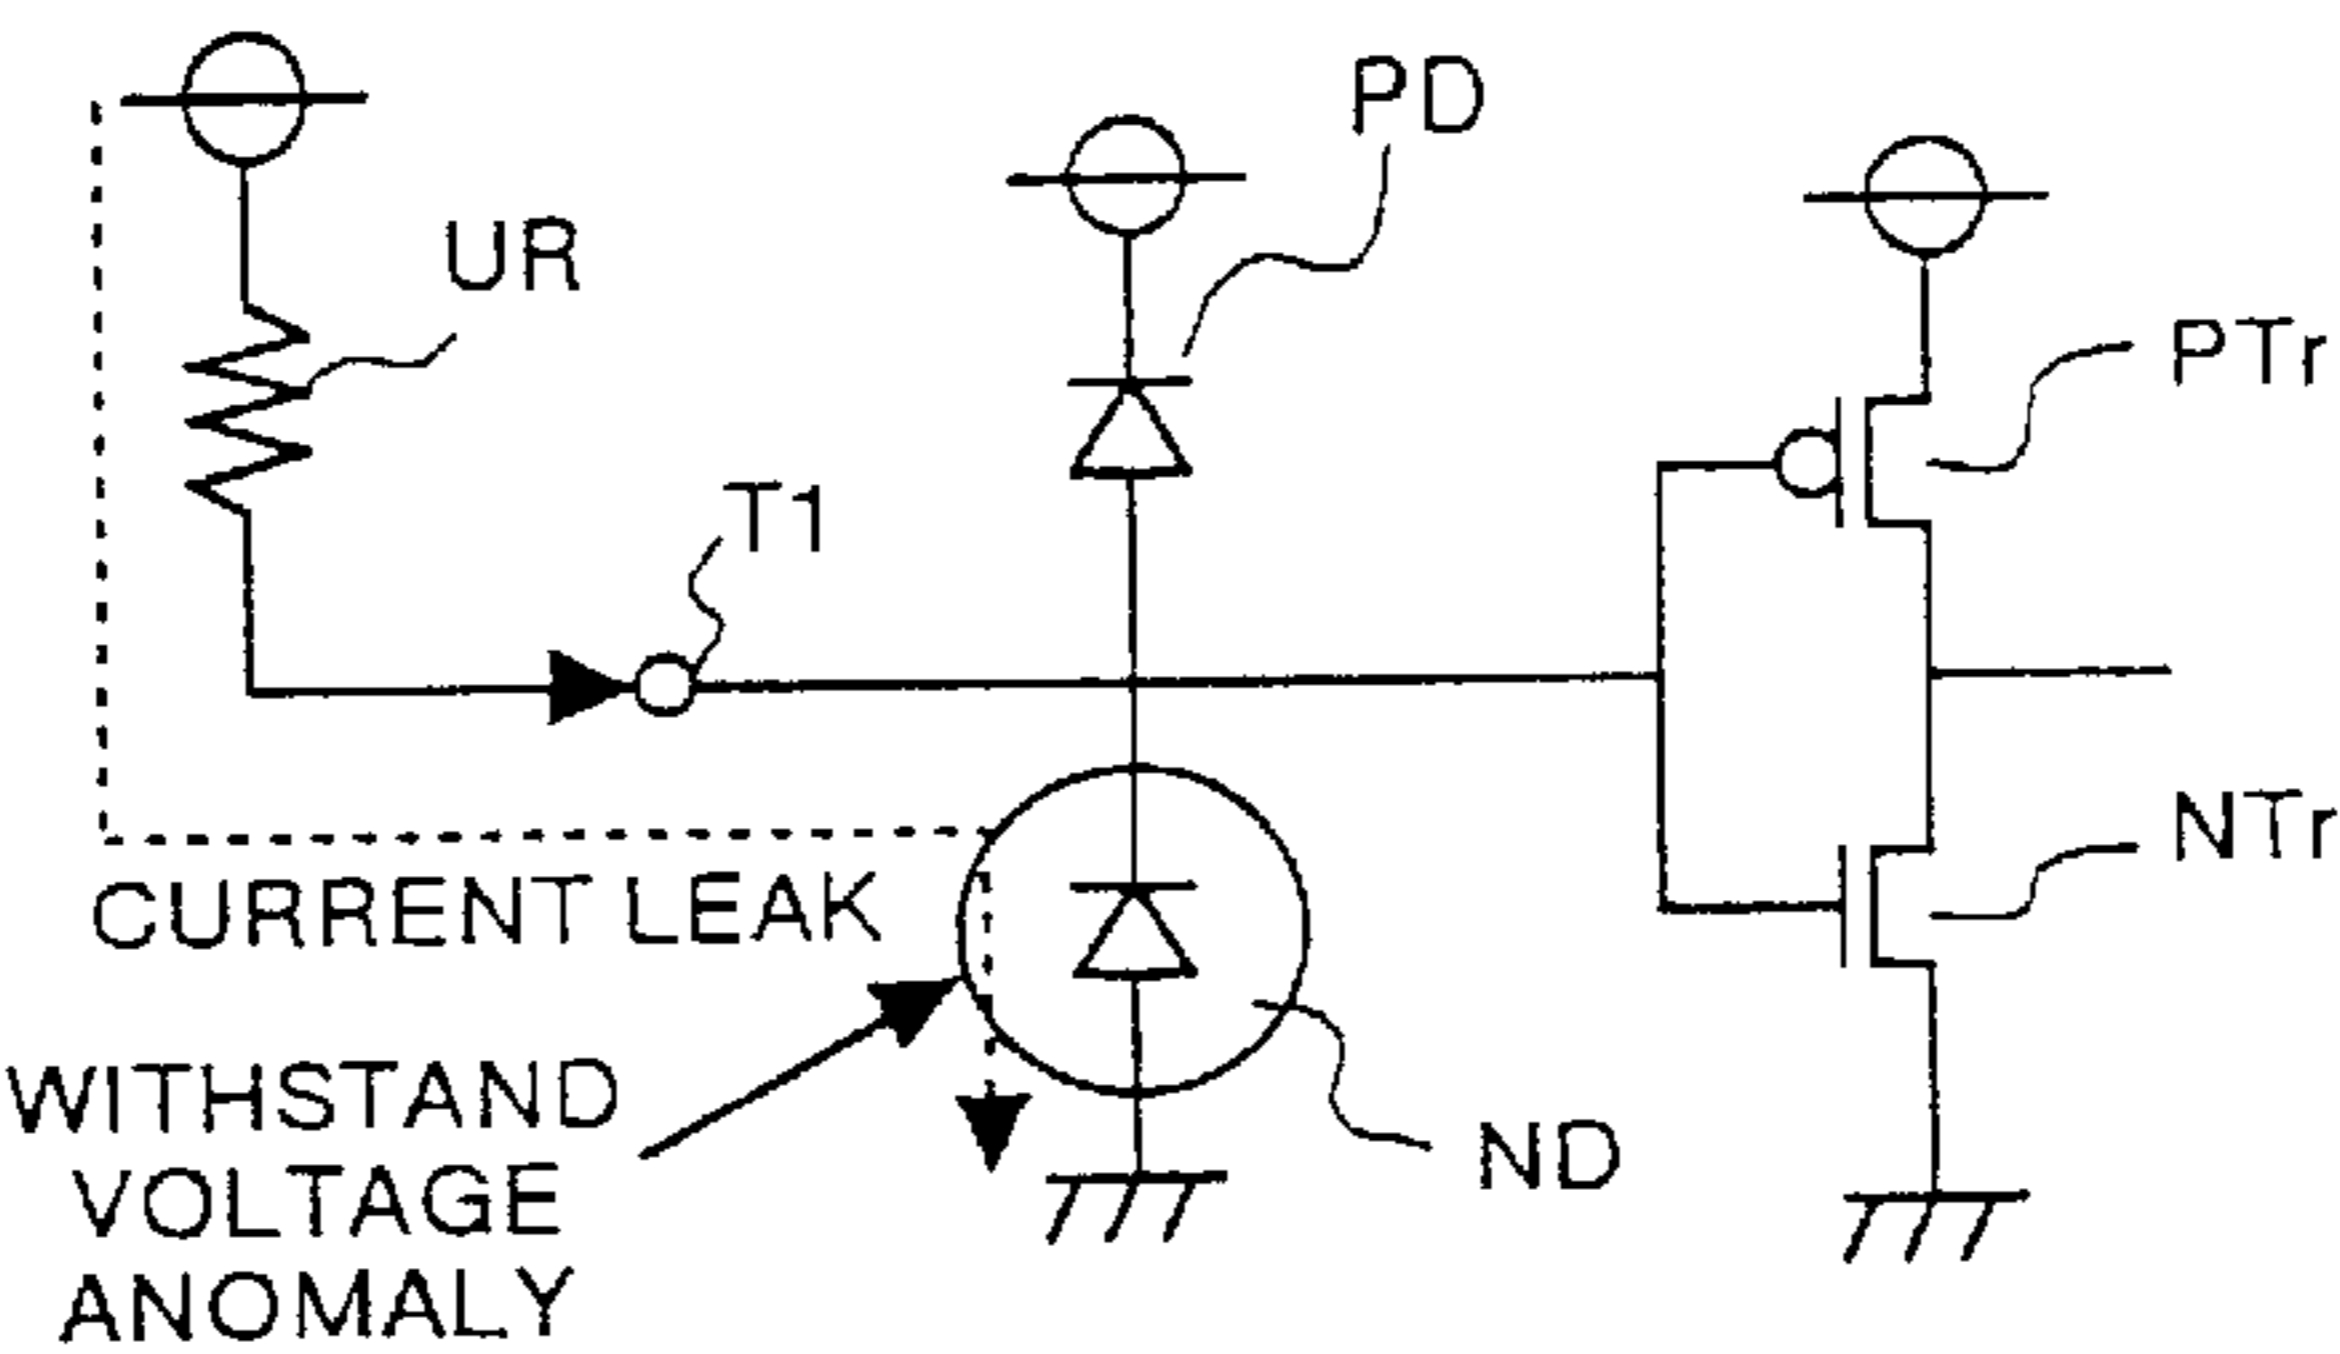 PD
UR
PTr
T1
NTr
CURRENT LEAK
WITHSTAND
VOLTAGE
ANOMALY
ND